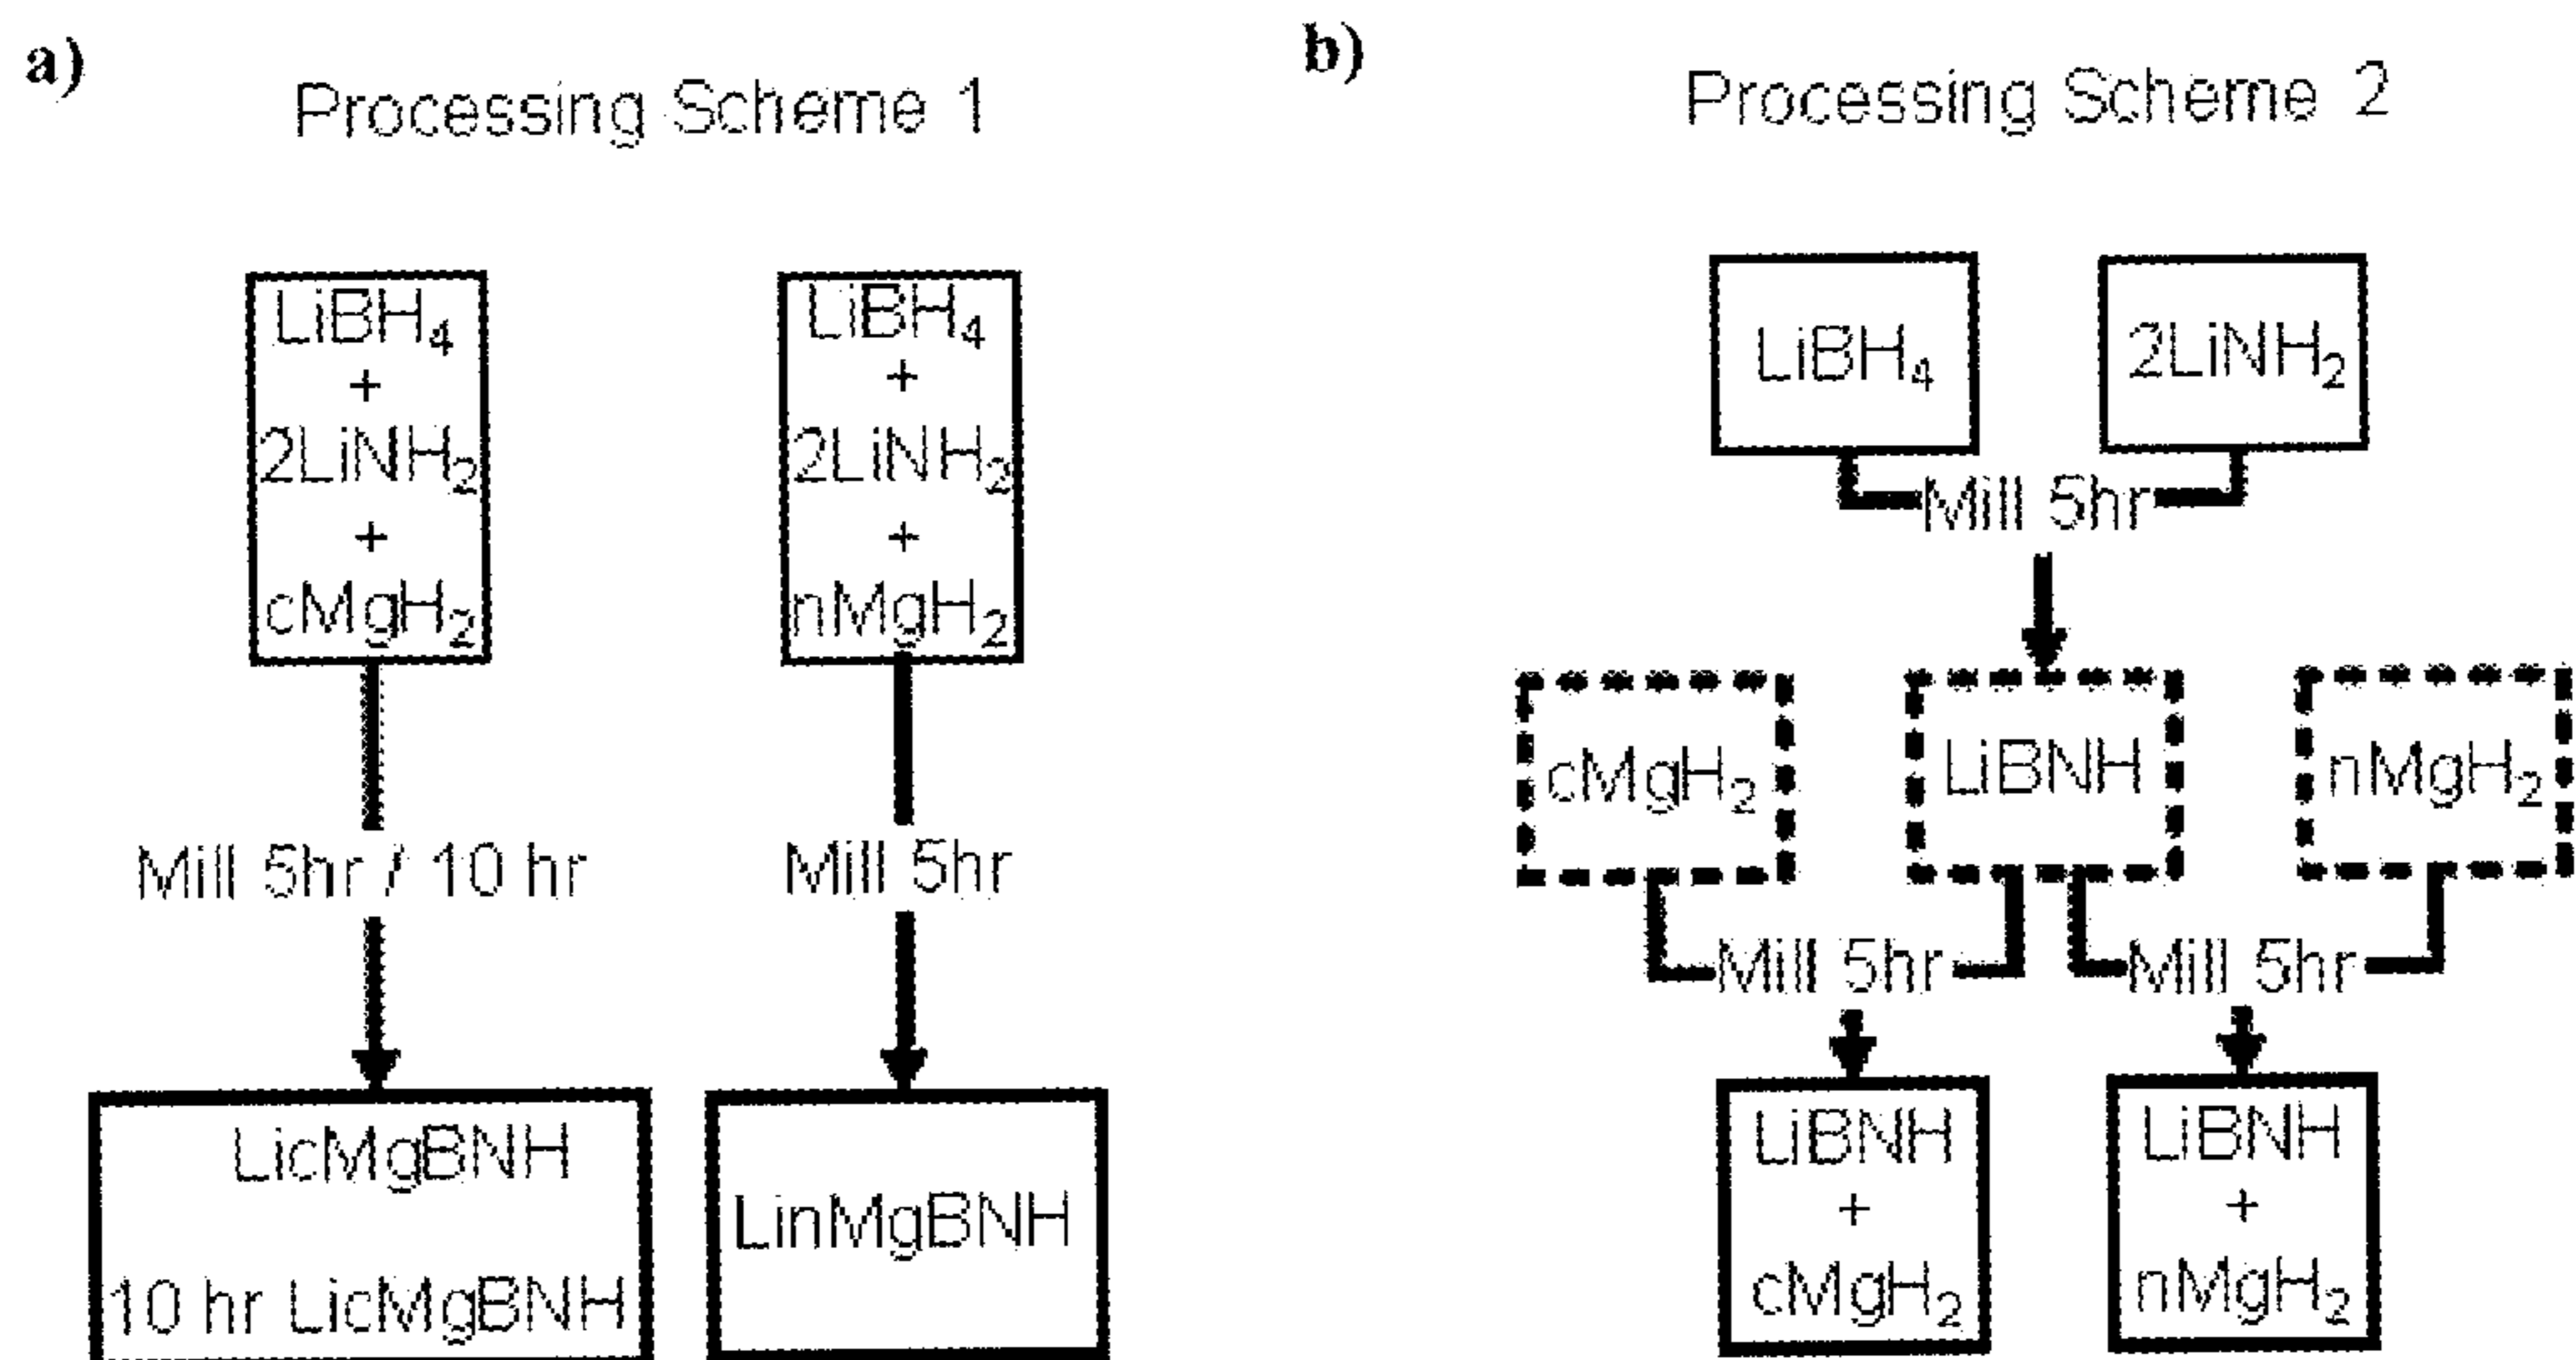 a)
Processing Scheme 1
LiBH₄
+
2LiNH₂
+
cMgH₂
Mill 5hr / 10 hr
LicMgBNH
10 hr LicMgBNH
LiBH₄
+
2LiNH₂
+
nMgH₂
Mill 5hr
LinMgBNH
b)
Processing Scheme 2
LiBH₄
2LiNH₂
Mill 5hr
cMgH₂
LiBNH
nMgH₂
Mill 5hr
Mill 5hr
LiBNH
+
cMgH₂
LiBNH
+
nMgH₂